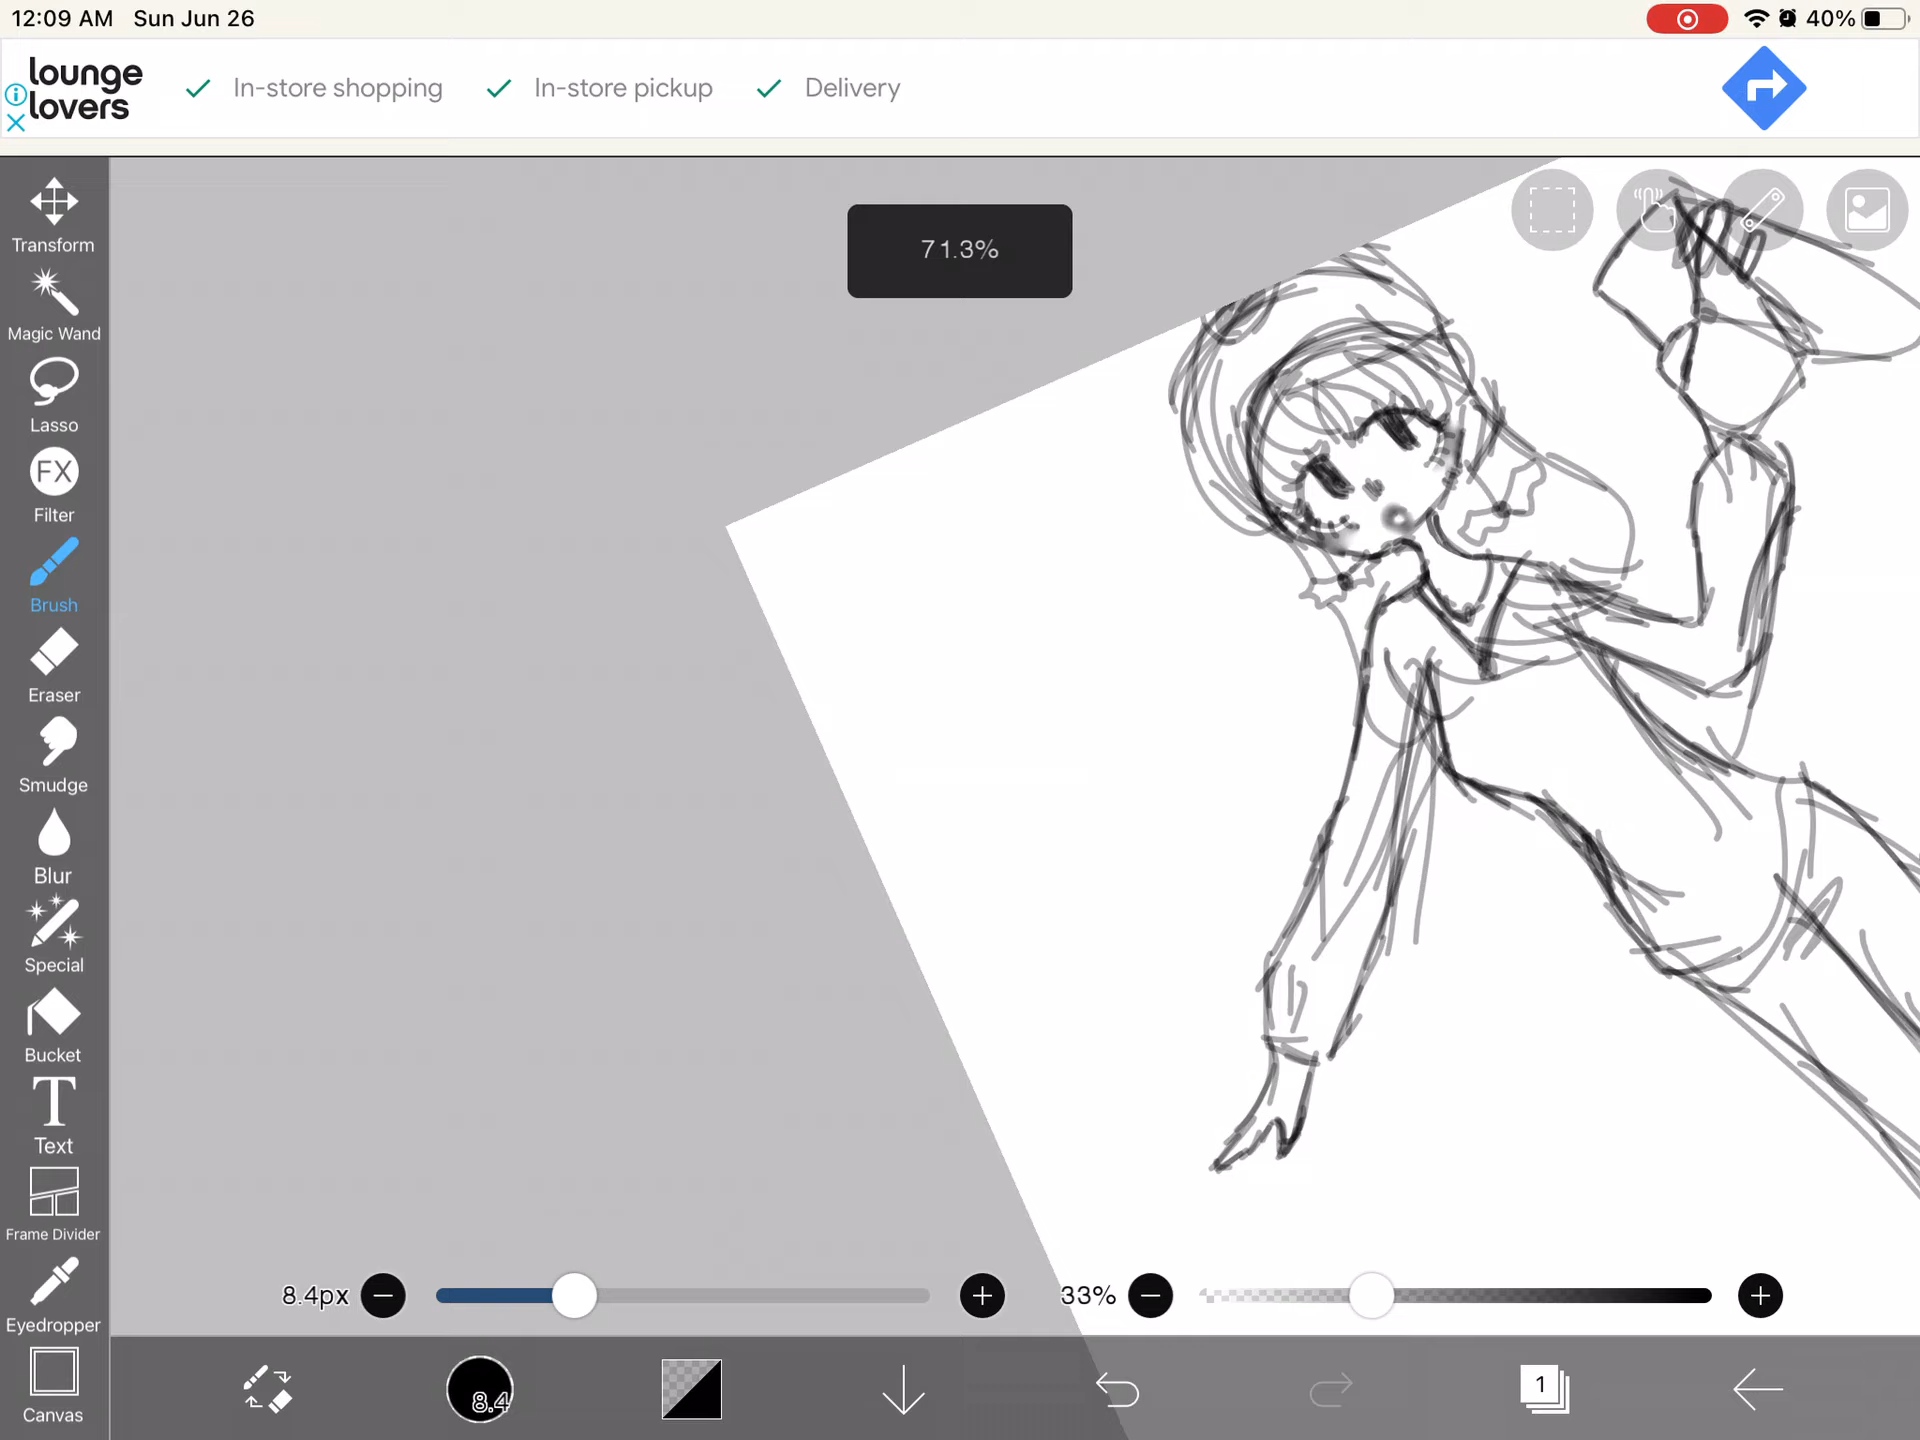 12:09 AM Sun Jun 26
40%
lounge
lovers
In-store shopping
In-store pickup
Delivery
71.3%
Transform
Magic Wand
Lasso
FX
Filter
Brush
Eraser
Smudge
Blur
Special
Bucket
T
Text
Frame Divider
Eyedropper
Canvas
8.4px
33%
8.4
1